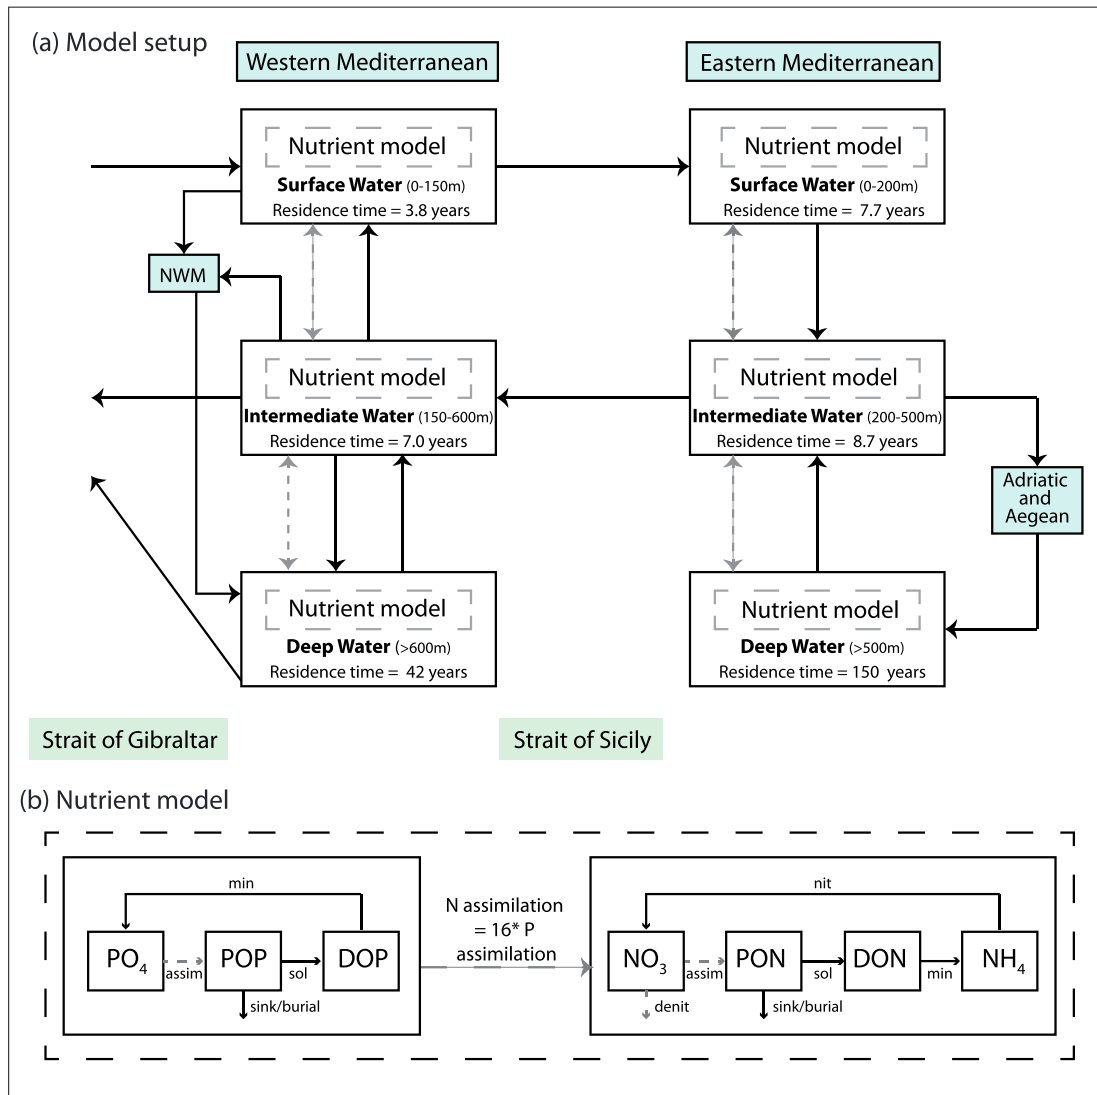 (a) Model setup
Western Mediterranean
Eastern Mediterranean
Nutrient model
Surface Water (0-150m)
Residence time = 3.8 years
Nutrient model
Surface Water (0-200m)
Residence time = 7.7 years
NWM
Nutrient model
Intermediate Water (150-600m)
Residence time = 7.0 years
Nutrient model
Intermediate Water (200-500m)
Residence time = 8.7 years
Adriatic
and
Aegean
Nutrient model
Deep Water (>600m)
Residence time = 42 years
Nutrient model
Deep Water (>500m)
Residence time = 150 years
Strait of Gibraltar
Strait of Sicily
(b) Nutrient model
min
PO4
assim
POP
sol
DOP
sink/burial
N assimilation
= 16* P
assimilation
nit
NO3
assim
PON
sol
DON
min
NH4
denit
sink/burial